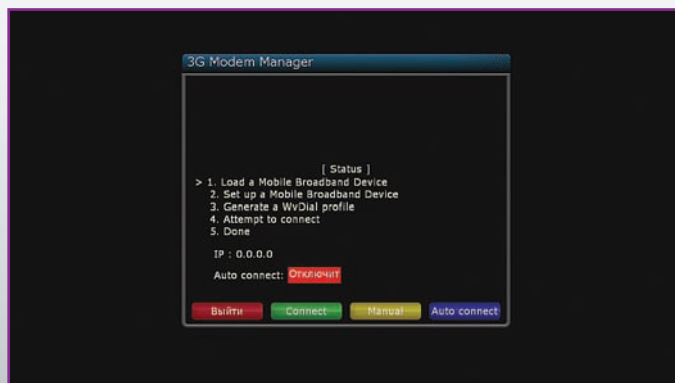 3G Modem Manager
[ Status ]
> 1. Load a Mobile Broadband Device
2. Set up a Mobile Broadband Device
3. Generate a WvDial profile
4. Attempt to connect
5. Done
IP : 0.0.0.0
Auto connect: Отключит
Выйти Connect Manual Auto connect